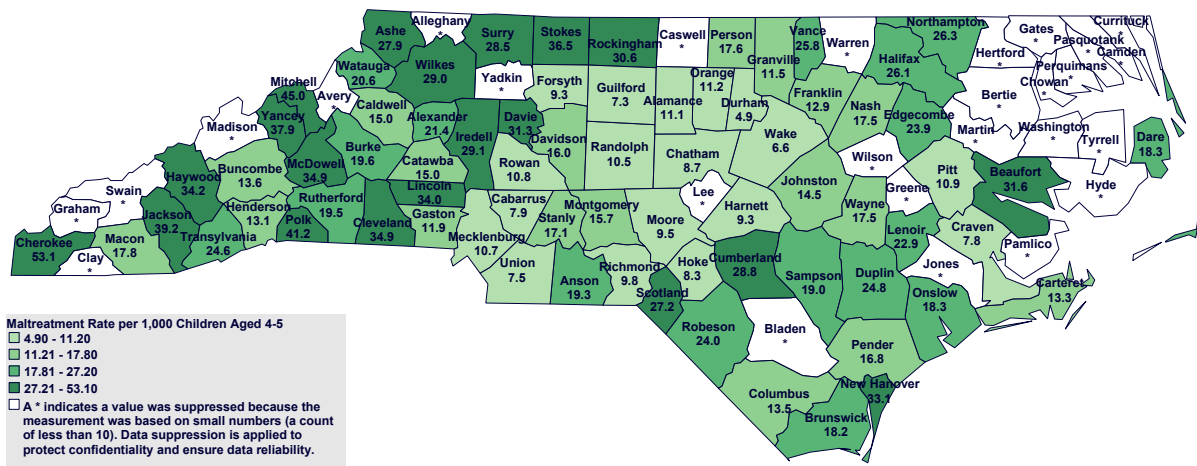 Alleghany
*
Ashe
27.9
Surry
28.5
Stokes
36.5
Rockingham
30.6
Caswell
*
Person
17.6
Vance
25.8
Warren
*
Northampton
26.3
Gates
*
Currituck
*
Pasquotank
*
Camden
*
Hertford
*
Perquimans
*
Chowan
*
Halifax
26.1
Granville
11.5
Watauga
20.6
Wilkes
29.0
Yadkin
*
Forsyth
9.3
Guilford
7.3
Alamance
11.1
Orange
11.2
Durham
4.9
Franklin
12.9
Nash
17.5
Edgecombe
23.9
Bertie
*
Martin
*
Washington
*
Tyrrell
*
Dare
18.3
Mitchell
45.0
Avery
*
Yancey
37.9
Caldwell
15.0
Alexander
21.4
Iredell
29.1
Davie
31.3
Davidson
16.0
Randolph
10.5
Chatham
8.7
Wake
6.6
Wilson
*
Greene
*
Pitt
10.9
Beaufort
31.6
Hyde
*
Madison
*
Buncombe
13.6
McDowell
34.9
Burke
19.6
Catawba
15.0
Rowan
10.8
Lincoln
34.0
Haywood
34.2
Swain
*
Graham
*
Jackson
39.2
Henderson
13.1
Rutherford
19.5
Polk
41.2
Cleveland
34.9
Gaston
11.9
Cabarrus
7.9
Stanly
17.1
Montgomery
15.7
Moore
9.5
Lee
*
Harnett
9.3
Johnston
14.5
Wayne
17.5
Lenoir
22.9
Craven
7.8
Pamlico
*
Cherokee
53.1
Clay
*
Macon
17.8
Transylvania
24.6
Mecklenburg
10.7
Union
7.5
Anson
19.3
Richmond
9.8
Hoke
8.3
Cumberland
28.8
Scotland
27.2
Sampson
19.0
Duplin
24.8
Jones
*
Onslow
18.3
Carteret
13.3
Robeson
24.0
Bladen
*
Pender
16.8
Columbus
13.5
New Hanover
33.1
Brunswick
18.2
Maltreatment Rate per 1,000 Children Aged 4-5
4.90 - 11.20
11.21 - 17.80
17.81 - 27.20
27.21 - 53.10
A * indicates a value was suppressed because the
measurement was based on small numbers (a count
of less than 10). Data suppression is applied to
protect confidentiality and ensure data reliability.